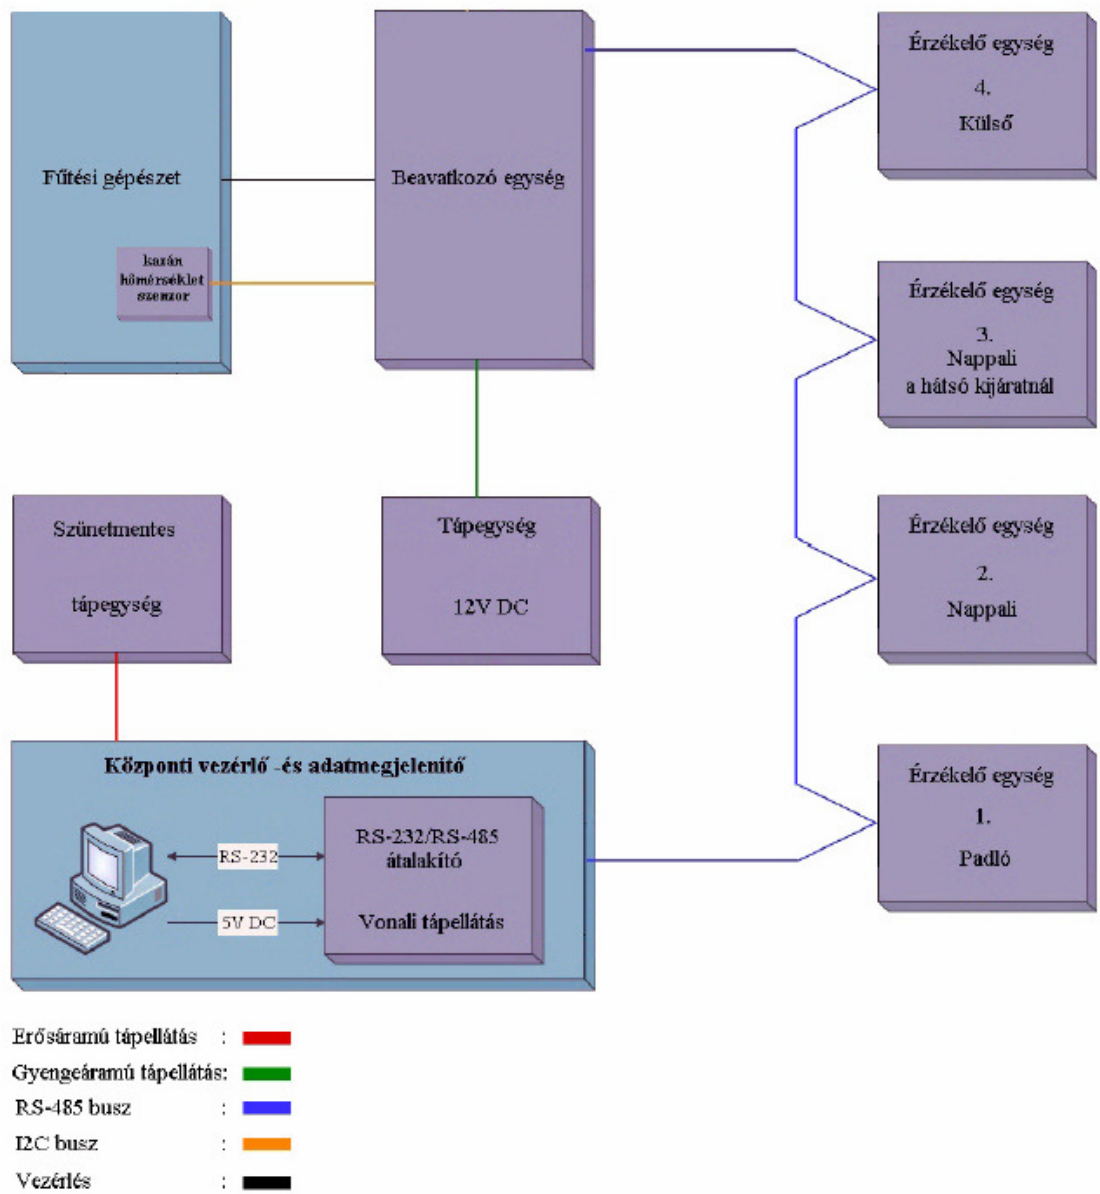 Fűtési gépészet
kazán
hőmérséklet
szenzor
Beavatkozó egység
Érzékelő egység
4.
Külső
Érzékelő egység
3.
Nappali
a hátsó kijáratnál
Szünetmentes
tápegység
Tápegység
12V DC
Érzékelő egység
2.
Nappali
Központi vezérlő -és adatmegjelenítő
RS-232
5V DC
RS-232/RS-485
átalakító
Vonali tápellátás
Érzékelő egység
1.
Padló
Erősáramú tápellátás :
Gyengeáramú tápellátás:
RS-485 busz :
I2C busz :
Vezérlés :